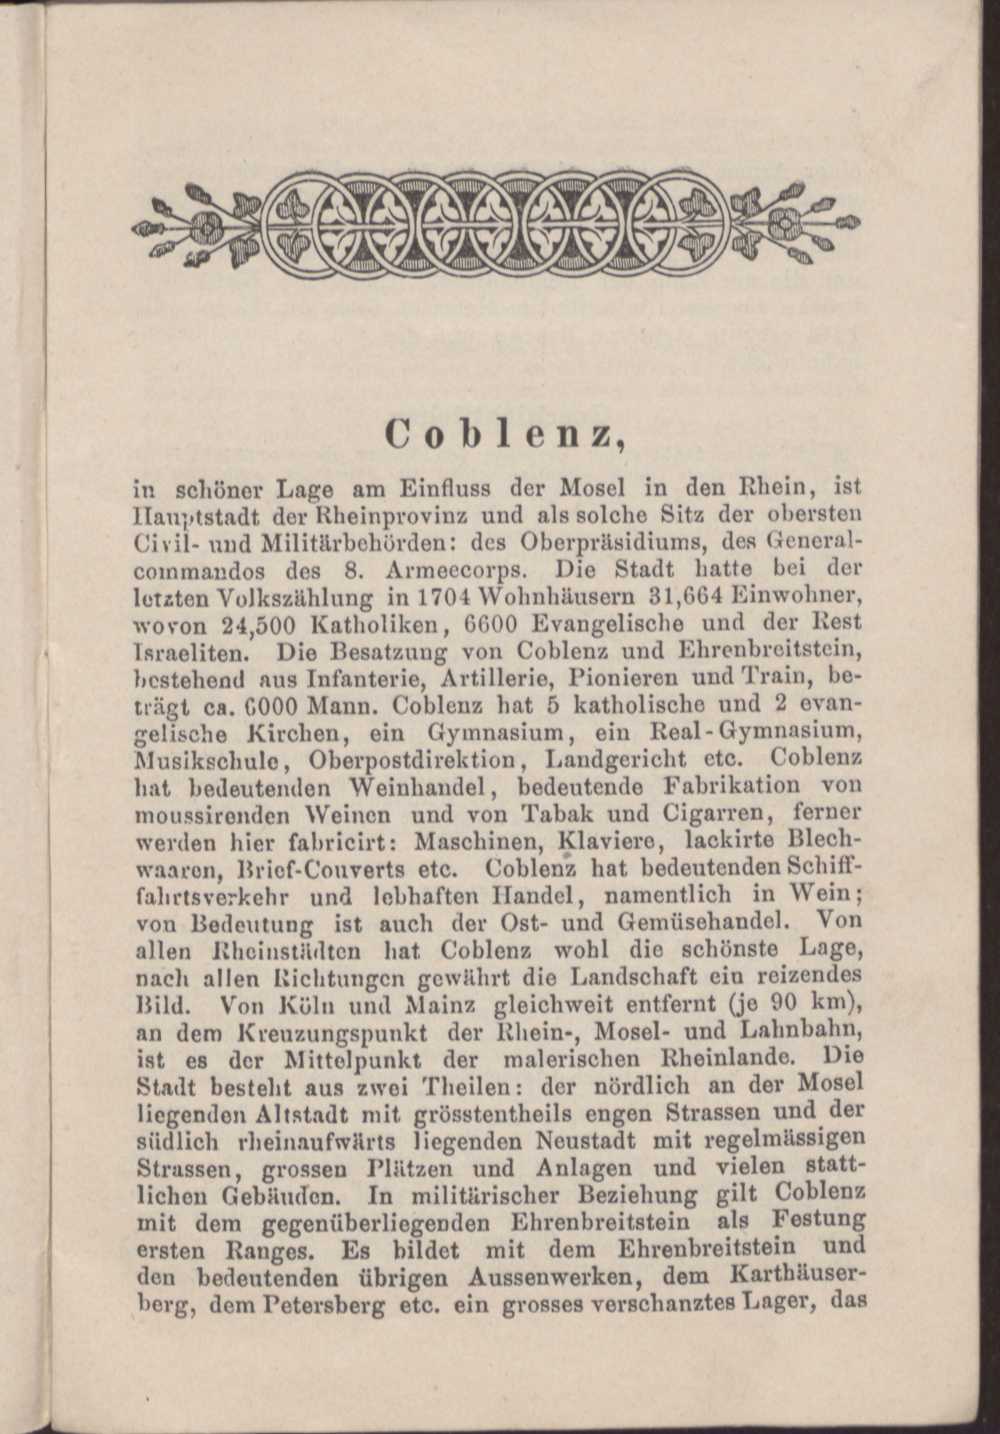 Coblenz,
in schöner Lage am Einfluss der Mosel in den Rhein, ist
Hauptstadt der Rheinprovinz und als solche Sitz der obersten
Civil- und Militärbehörden: des Oberpräsidiums, des General-
commandos des 8. Armeecorps. Die Stadt hatte bei der
letzten Volkszählung in 1704 Wohnhäusern 31,664 Einwohner,
wovon 24,500 Katholiken, 6600 Evangelische und der Rest
Israeliten. Die Besatzung von Coblenz und Ehrenbreitstein,
bestehend aus Infanterie, Artillerie, Pionieren und Train, be-
trägt ca. 6000 Mann. Coblenz hat 5 katholische und 2 evan-
gelische Kirchen, ein Gymnasium, ein Real-Gymnasium,
Musikschule, Oberpostdirektion, Landgericht etc. Coblenz
hat bedeutenden Weinhandel, bedeutende Fabrikation von
moussirenden Weinen und von Tabak und Cigarren, ferner
werden hier fabricirt: Maschinen, Klaviere, lackirte Blech-
waaren, Brief-Couverts etc. Coblenz hat bedeutenden Schiff-
fahrtsverkehr und lebhaften Handel, namentlich in Wein;
von Bedeutung ist auch der Ost- und Gemüsehandel. Von
allen Rheinstädten hat Coblenz wohl die schönste Lage,
nach allen Richtungen gewährt die Landschaft ein reizendes
Bild. Von Köln und Mainz gleichweit entfernt (je 90 km),
an dem Kreuzungspunkt der Rhein-, Mosel- und Lahnbahn,
ist es der Mittelpunkt der malerischen Rheinlande. Die
Stadt besteht aus zwei Theilen: der nördlich an der Mosel
liegenden Altstadt mit grösstentheils engen Strassen und der
südlich rheinaufwärts liegenden Neustadt mit regelmässigen
Strassen, grossen Plätzen und Anlagen und vielen statt-
lichen Gebäuden. In militärischer Beziehung gilt Coblenz
mit dem gegenüberliegenden Ehrenbreitstein als Festung
ersten Ranges. Es bildet mit dem Ehrenbreitstein und
den bedeutenden übrigen Aussenwerken, dem Karthäuser-
berg, dem Petersberg etc. ein grosses verschanztes Lager, das